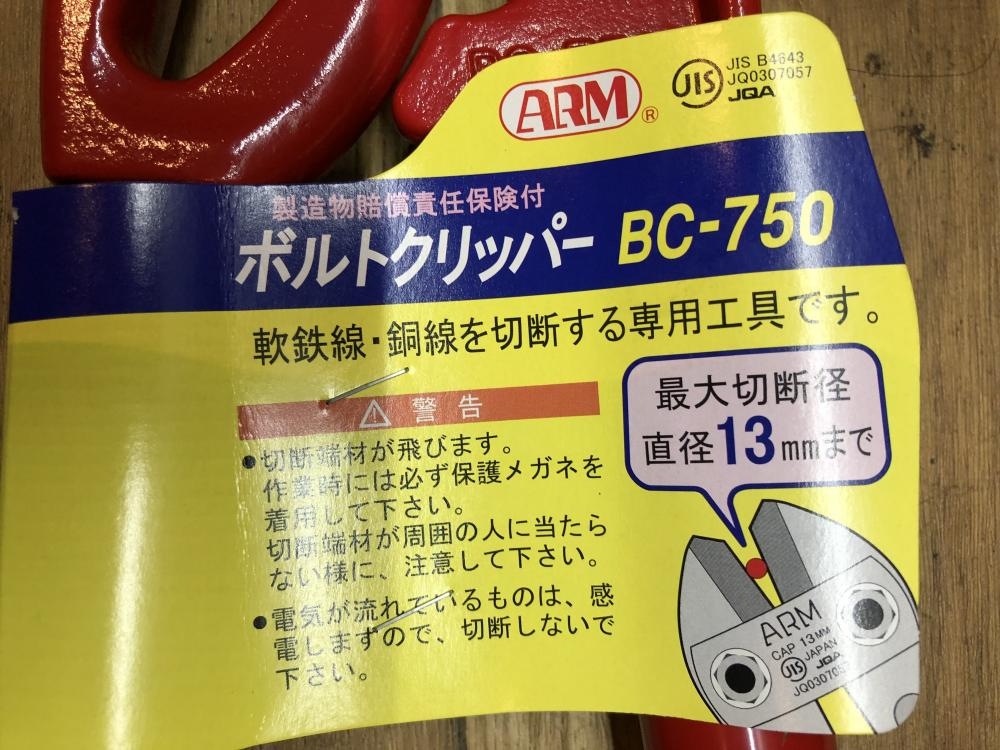 ARM®
JIS
JIS B4643
JQ0307057
JQA
製造物賠償責任保険付
ボルトクリッパー BC-750
軟鉄線・銅線を切断する専用工具です。
警告
●切断端材が飛びます。
作業時には必ず保護メガネを
着用して下さい。
切断端材が周囲の人に当たら
ない様に、注意して下さい。
●電気が流れているものは、感
電しますので、切断しないで
下さい。
最大切断径
直径13mmまで
ARM
CAP 13MM
JIS JAPAN
JQA
JQ0307057